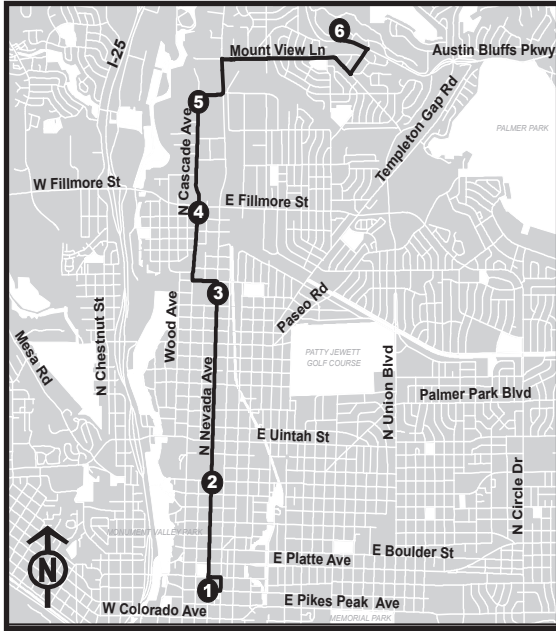 6
I-25
Mount View Ln
Austin Bluffs Pkwy
5
N Cascade Ave
Templeton Gap Rd
PALMER PARK
W Fillmore St
4
E Fillmore St
3
Wood Ave
N Chestnut St
Mesa Rd
Paseo Rd
PATTY JEWETT
GOLF COURSE
N Nevada Ave
N Union Blvd
Palmer Park Blvd
E Uintah St
2
N Circle Dr
MONUMENT VALLEY PARK
N
E Platte Ave
E Boulder St
1
W Colorado Ave
E Pikes Peak Ave
MEMORIAL PARK